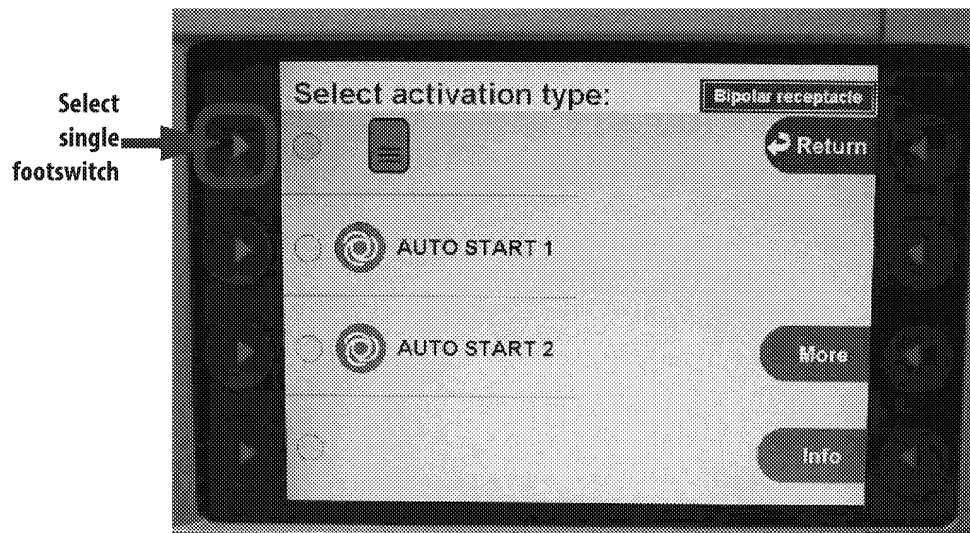 Select
single
footswitch
Select activation type:
Bipolar receptacle
Return
AUTO START 1
AUTO START 2
More
Info